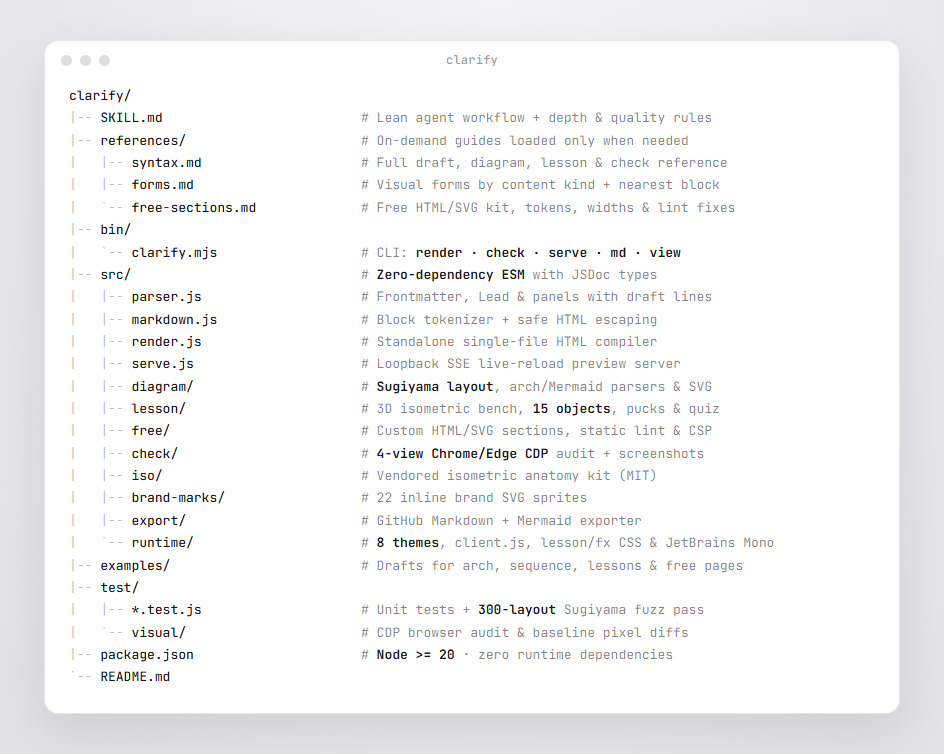 clarify
clarify/
|-- SKILL.md # Lean agent workflow + depth & quality rules
|-- references/ # On-demand guides loaded only when needed
| |-- syntax.md # Full draft, diagram, lesson & check reference
| |-- forms.md # Visual forms by content kind + nearest block
| `-- free-sections.md # Free HTML/SVG kit, tokens, widths & lint fixes
|-- bin/
| `-- clarify.mjs # CLI: render · check · serve · md · view
|-- src/ # Zero-dependency ESM with JSDoc types
| |-- parser.js # Frontmatter, Lead & panels with draft lines
| |-- markdown.js # Block tokenizer + safe HTML escaping
| |-- render.js # Standalone single-file HTML compiler
| |-- serve.js # Loopback SSE live-reload preview server
| |-- diagram/ # Sugiyama layout, arch/Mermaid parsers & SVG
| |-- lesson/ # 3D isometric bench, 15 objects, pucks & quiz
| |-- free/ # Custom HTML/SVG sections, static lint & CSP
| |-- check/ # 4-view Chrome/Edge CDP audit + screenshots
| |-- iso/ # Vendored isometric anatomy kit (MIT)
| |-- brand-marks/ # 22 inline brand SVG sprites
| |-- export/ # GitHub Markdown + Mermaid exporter
| `-- runtime/ # 8 themes, client.js, lesson/fx CSS & JetBrains Mono
|-- examples/ # Drafts for arch, sequence, lessons & free pages
|-- test/
| |-- *.test.js # Unit tests + 300-layout Sugiyama fuzz pass
| `-- visual/ # CDP browser audit & baseline pixel diffs
|-- package.json # Node >= 20 · zero runtime dependencies
`-- README.md